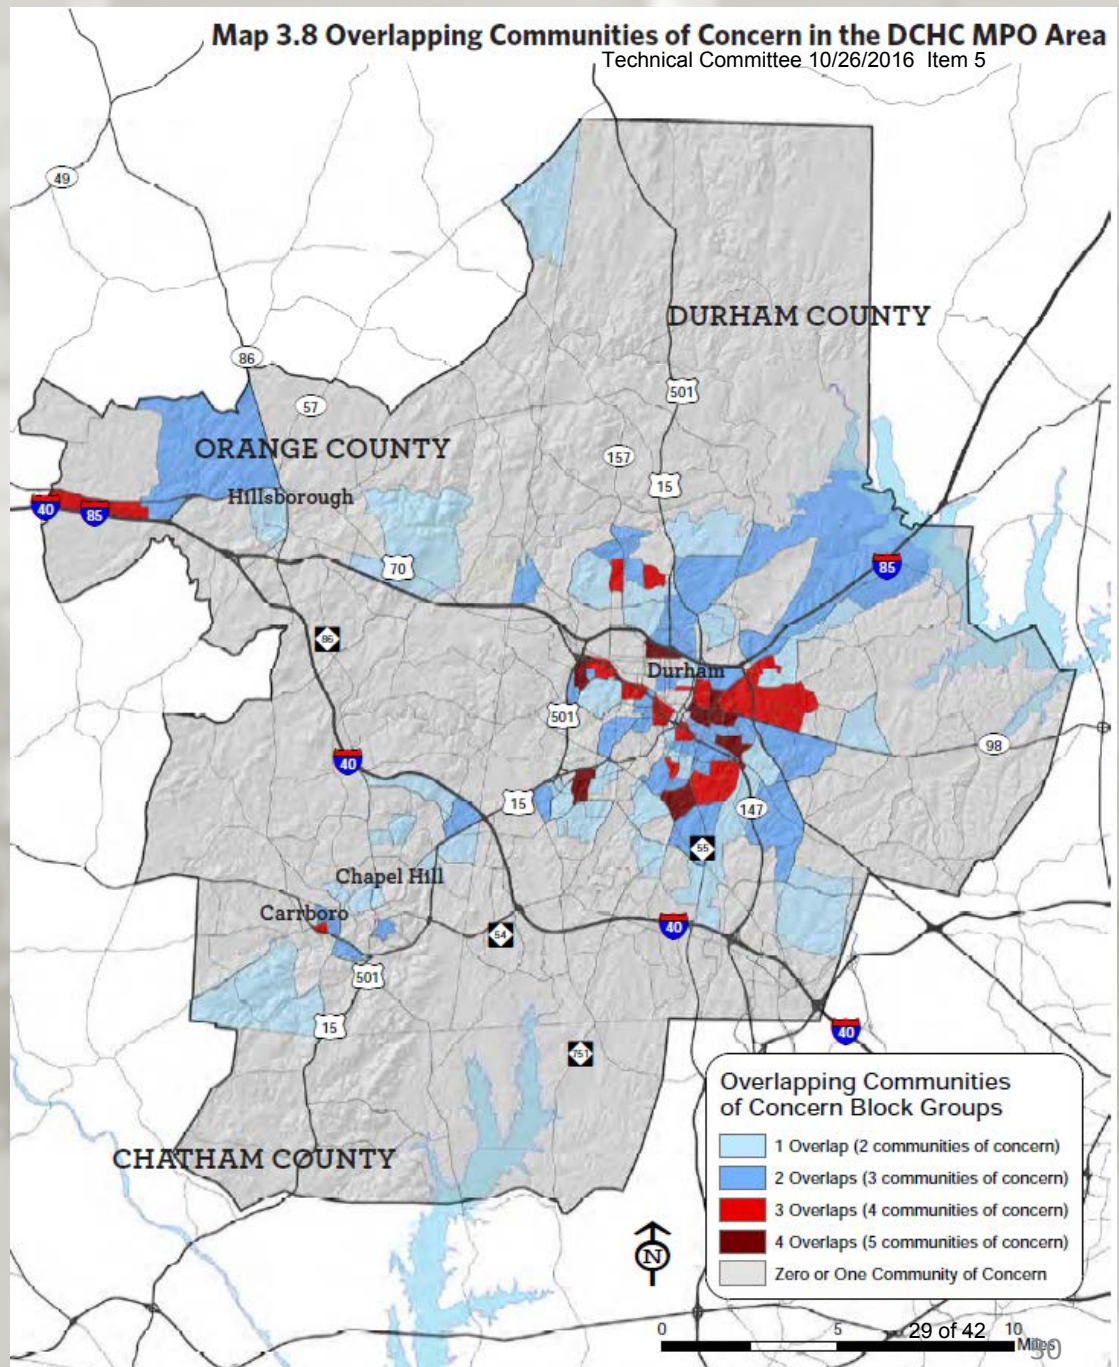 Map 3.8 Overlapping Communities of Concern in the DCHC MPO Area
Technical Committee 10/26/2016 Item 5
49
DURHAM COUNTY
86
57
501
ORANGE COUNTY
157
15
Hillsborough
40
85
70
85
86
Durham
501
98
40
15
147
55
Chapel Hill
Carrboro
54
40
501
15
40
751
Overlapping Communities
of Concern Block Groups
1 Overlap (2 communities of concern)
2 Overlaps (3 communities of concern)
3 Overlaps (4 communities of concern)
4 Overlaps (5 communities of concern)
Zero or One Community of Concern
CHATHAM COUNTY
N
0 5 10
29 of 42
Miles
30